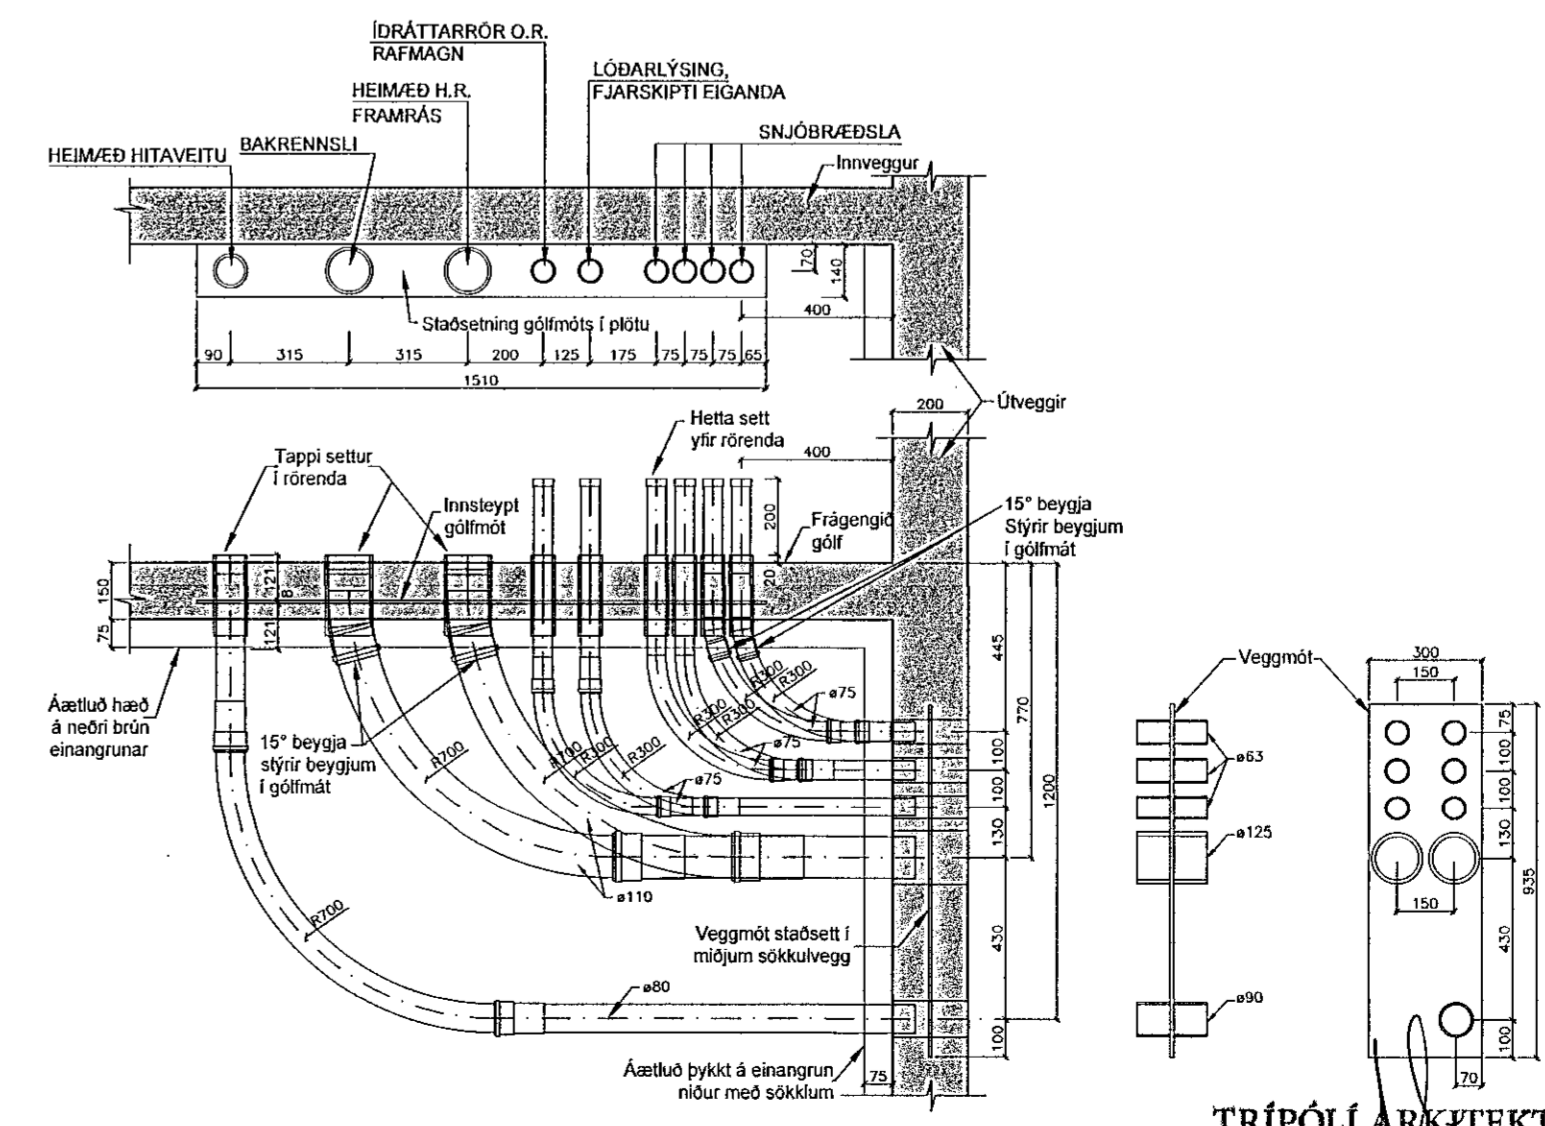 ÍDRÁTTARRÖR O.R.
RAFMAGN
LÓÐARLÝSING,
FJARSKIPTI EIGANDA
HEIMÆÐ H.R.
FRAMRÁS
SNJÓBRÆÐSLA
BAKRENNSLI
HEIMÆÐ HITAVEITU
Innveggur
70
140
400
Staðsetning gólfmóts í plötu
90 315 315 200 125 175 75 75 75 65
1510
Útveggir
200
Hetta sett
yfir rörenda
400
Tappi settur
í rörenda
Innsteypt
gólfmót
200
Frágengið
gólf
15° beygja
Stýrir beygjum
í gólfmát
150
75
121
8
121
20
445
770
1200
Áætluð hæð
á neðri brún
einangrunar
15° beygja
stýrir beygjum
í gólfmát
R700
R700
R300
R300
R300
R300
R300
R300
ø75
ø75
ø75
100
100
130
ø110
R700
430
Veggmót staðsett í
miðjum sökkulvegg
ø80
100
Áætluð þykkt á einangrun
niður með sökklum
75
Veggmót
300
150
75
100
ø63
100
130
ø125
935
150
430
ø90
100
70
TRÍPÓLÍ ARKITEKT